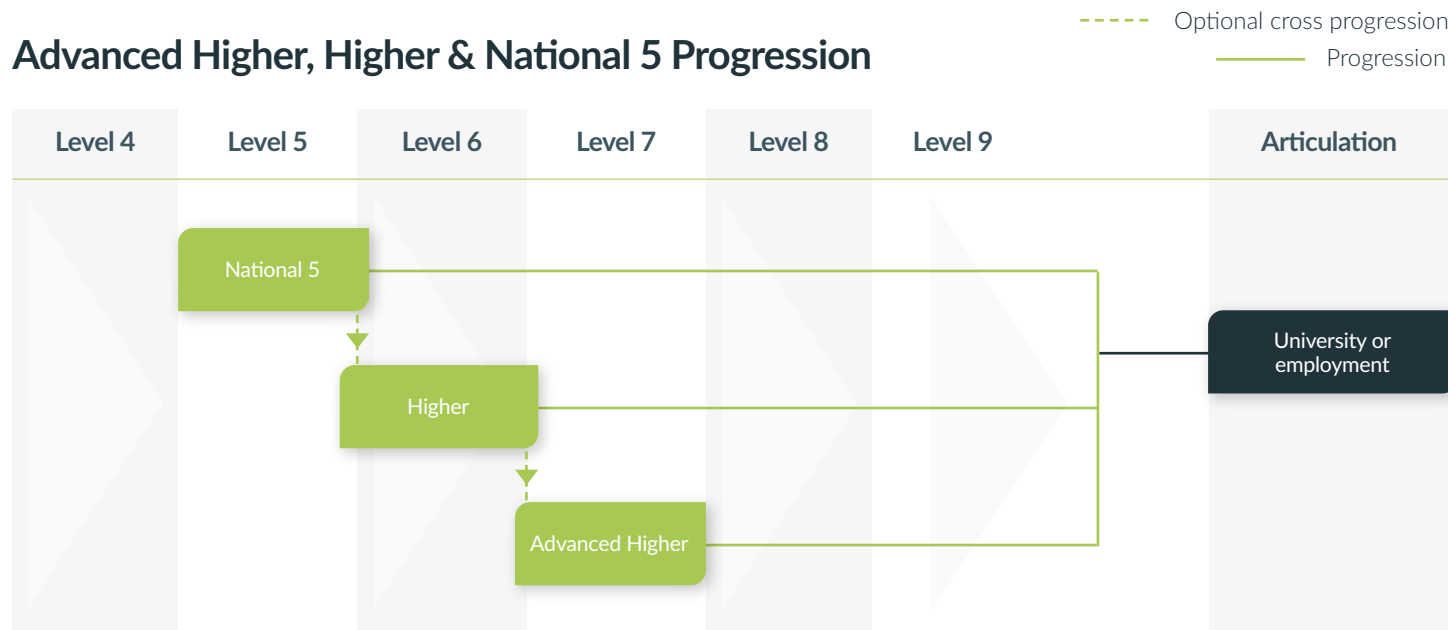 Optional cross progression
Advanced Higher, Higher & National 5 Progression
Progression
Level 4
Level 5
Level 6
Level 7
Level 8
Level 9
Articulation
National 5
University or
employment
Higher
Advanced Higher